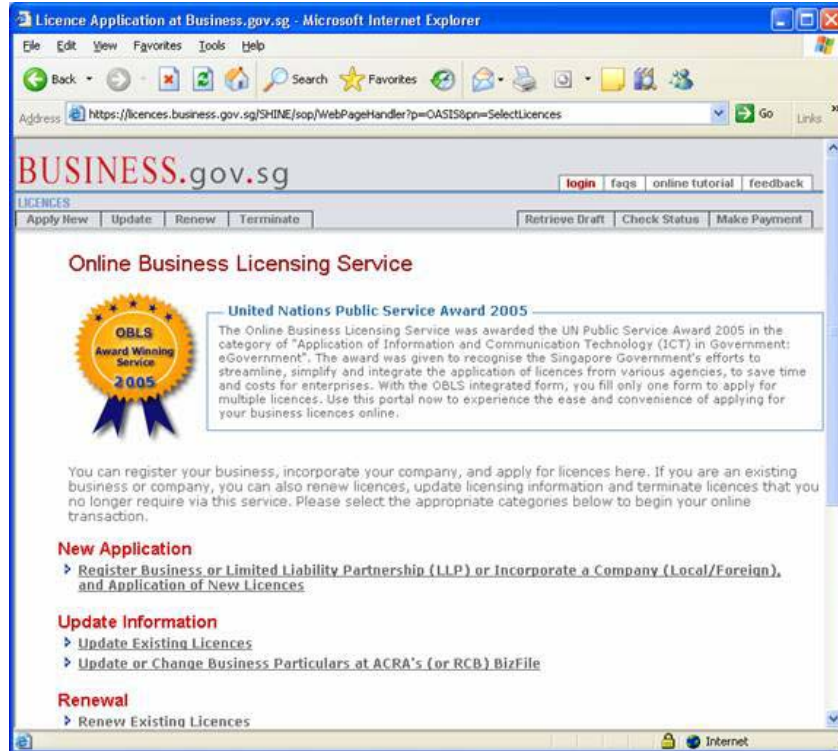 Licence Application at Business.gov.sg - Microsoft Internet Explorer
File Edit View Favorites Tools Help
Back Search Favorites
Address https://licences.business.gov.sg/SHINE/sop/WebPageHandler?p=OASIS&pn=SelectLicences Go Links »
BUSINESS.gov.sg
login faqs online tutorial feedback
LICENCES
Apply New Update Renew Terminate Retrieve Draft Check Status Make Payment
Online Business Licensing Service
OBLS
Award Winning
Service
2005
United Nations Public Service Award 2005
The Online Business Licensing Service was awarded the UN Public Service Award 2005 in the
category of "Application of Information and Communication Technology (ICT) in Government:
eGovernment". The award was given to recognise the Singapore Government's efforts to
streamline, simplify and integrate the application of licences from various agencies, to save time
and costs for enterprises. With the OBLS integrated form, you fill only one form to apply for
multiple licences. Use this portal now to experience the ease and convenience of applying for
your business licences online.
You can register your business, incorporate your company, and apply for licences here. If you are an existing
business or company, you can also renew licences, update licensing information and terminate licences that you
no longer require via this service. Please select the appropriate categories below to begin your online
transaction.
New Application
Register Business or Limited Liability Partnership (LLP) or Incorporate a Company (Local/Foreign),
and Application of New Licences
Update Information
Update Existing Licences
Update or Change Business Particulars at ACRA's (or RCB) BizFile
Renewal
Renew Existing Licences
Internet